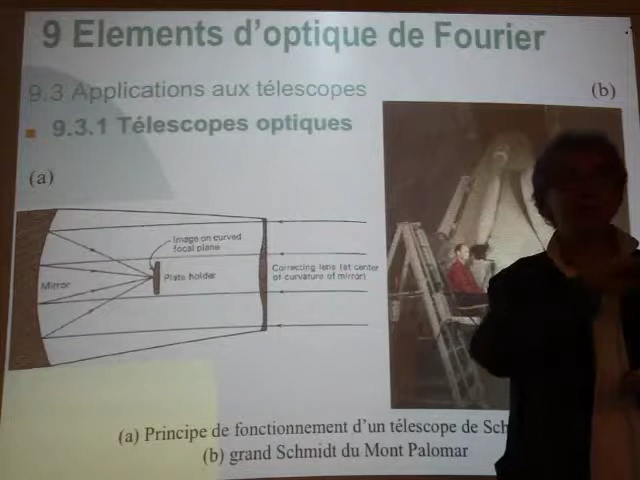 9 Elements d'optique de Fourier
9.3 Applications aux télescopes
(b)
9.3.1 Télescopes optiques
(a)
Image on curved
focal plane
Mirror
Plate holder
Correcting lens (at center
of curvature of mirror)
(a) Principe de fonctionnement d'un télescope de Sch
(b) grand Schmidt du Mont Palomar